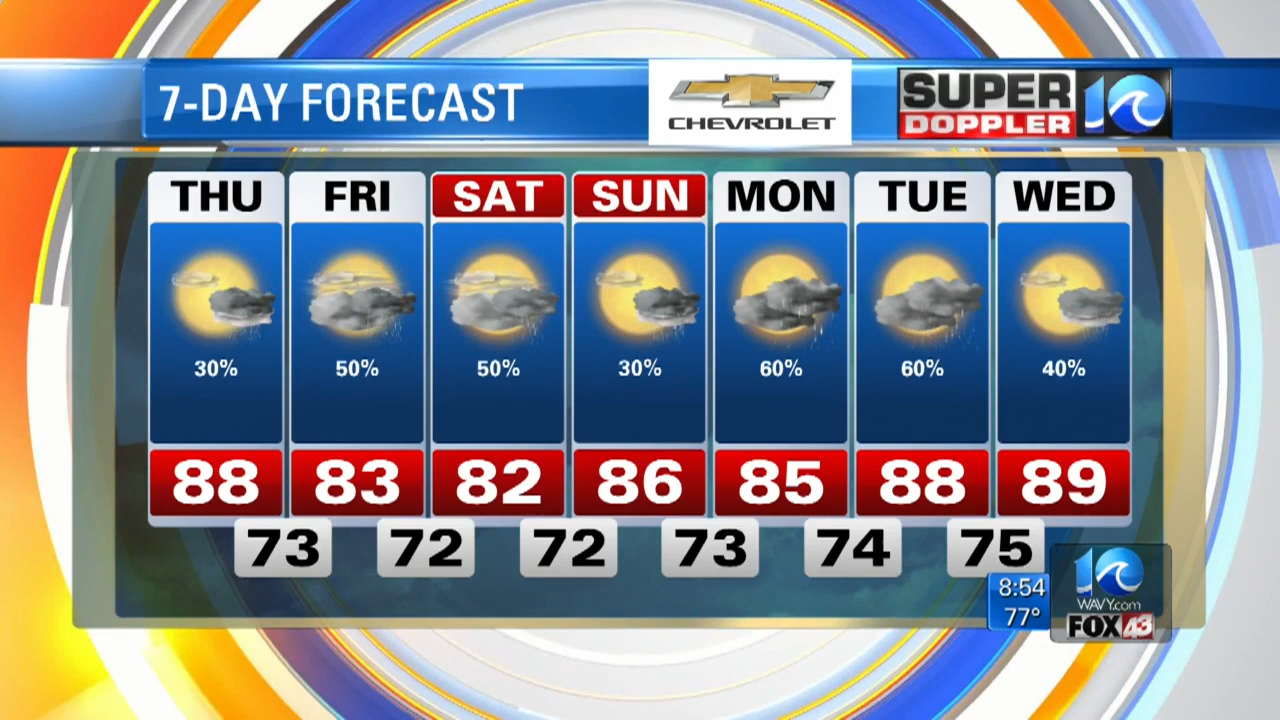 7-DAY FORECAST
CHEVROLET
SUPER
DOPPLER
10
THU FRI SAT SUN MON TUE WED
30% 50% 50% 30% 60% 60% 40%
88 83 82 86 85 88 89
73 72 72 73 74 75
8:54
77°
10
WAVY.com
FOX 43